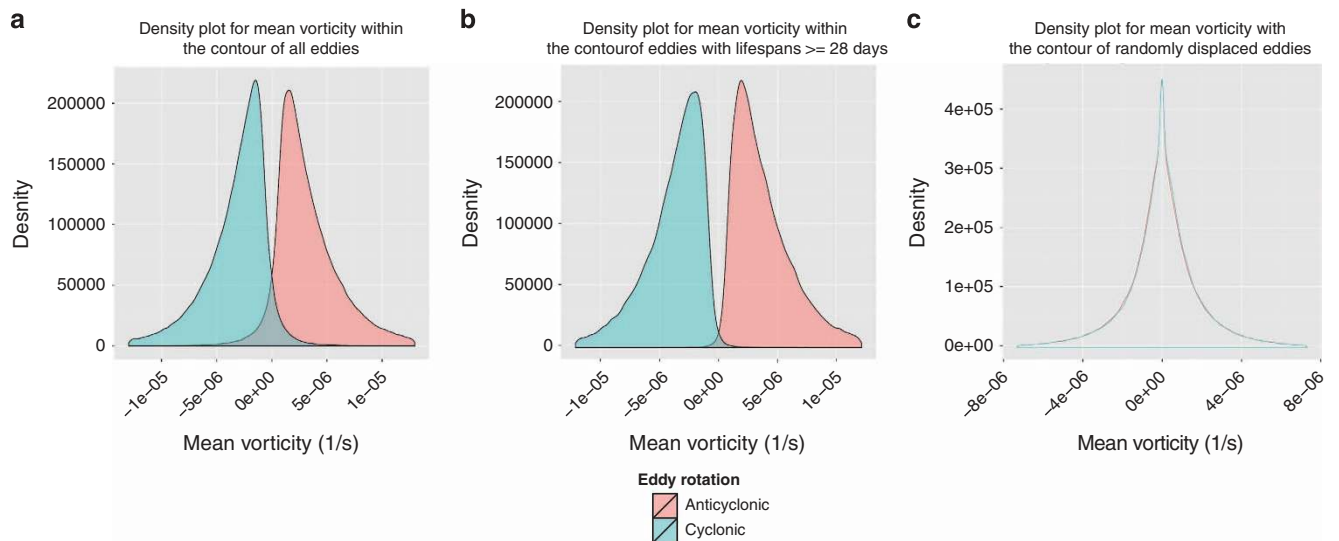 a
Density plot for mean vorticity within
the contour of all eddies
Desnity
200000
150000
100000
50000
0
−1e−05
−5e−06
0e+00
5e−06
1e−05
Mean vorticity (1/s)
b
Density plot for mean vorticity within
the contourof eddies with lifespans >= 28 days
Desnity
200000
150000
100000
50000
0
−1e−05
−5e−06
0e+00
5e−06
1e−05
Mean vorticity (1/s)
c
Density plot for mean vorticity with
the contour of randomly displaced eddies
Desnity
4e+05
3e+05
2e+05
1e+05
0e+00
−8e−06
−4e−06
0e+00
4e−06
8e−06
Mean vorticity (1/s)
Eddy rotation
Anticyclonic
Cyclonic